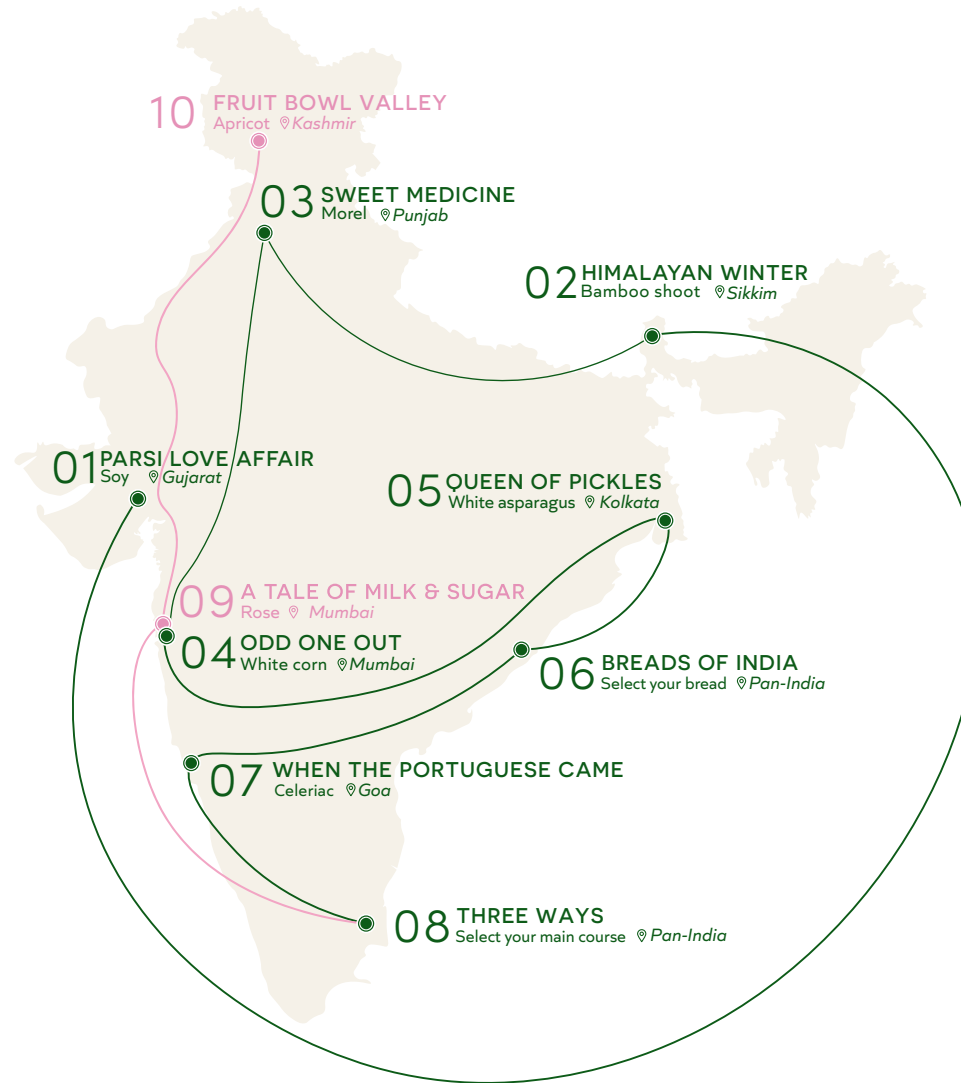 10 FRUIT BOWL VALLEY
Apricot Kashmir
03 SWEET MEDICINE
Morel Punjab
02 HIMALAYAN WINTER
Bamboo shoot Sikkim
01 PARSI LOVE AFFAIR
Soy Gujarat
05 QUEEN OF PICKLES
White asparagus Kolkata
09 A TALE OF MILK & SUGAR
Rose Mumbai
04 ODD ONE OUT
White corn Mumbai
06 BREADS OF INDIA
Select your bread Pan-India
07 WHEN THE PORTUGUESE CAME
Celeriac Goa
08 THREE WAYS
Select your main course Pan-India